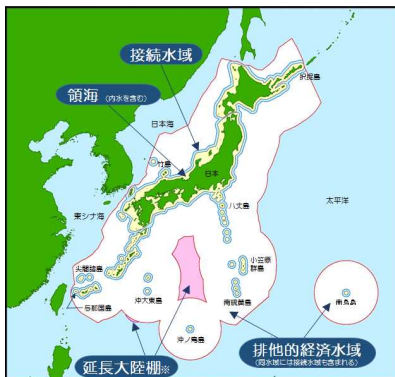 接続水域
領海 (内水を含む)
択捉島
日本海
竹島
日本
八丈島
太平洋
東シナ海
小笠原
群島
尖閣諸島
南鳥島
沖大東島
南硫黄島
与那国島
沖ノ鳥島
排他的経済水域
(同水域には接続水域も含まれる)
延長大陸棚※